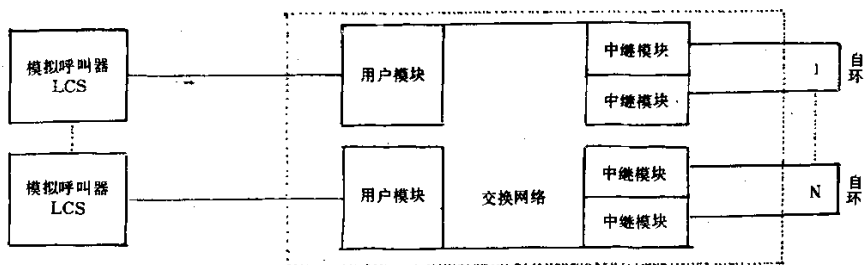 模拟呼叫器
LCS
用户模块
中继模块
中继模块
1
自环
模拟呼叫器
LCS
用户模块
交换网络
中继模块
中继模块
N
自环